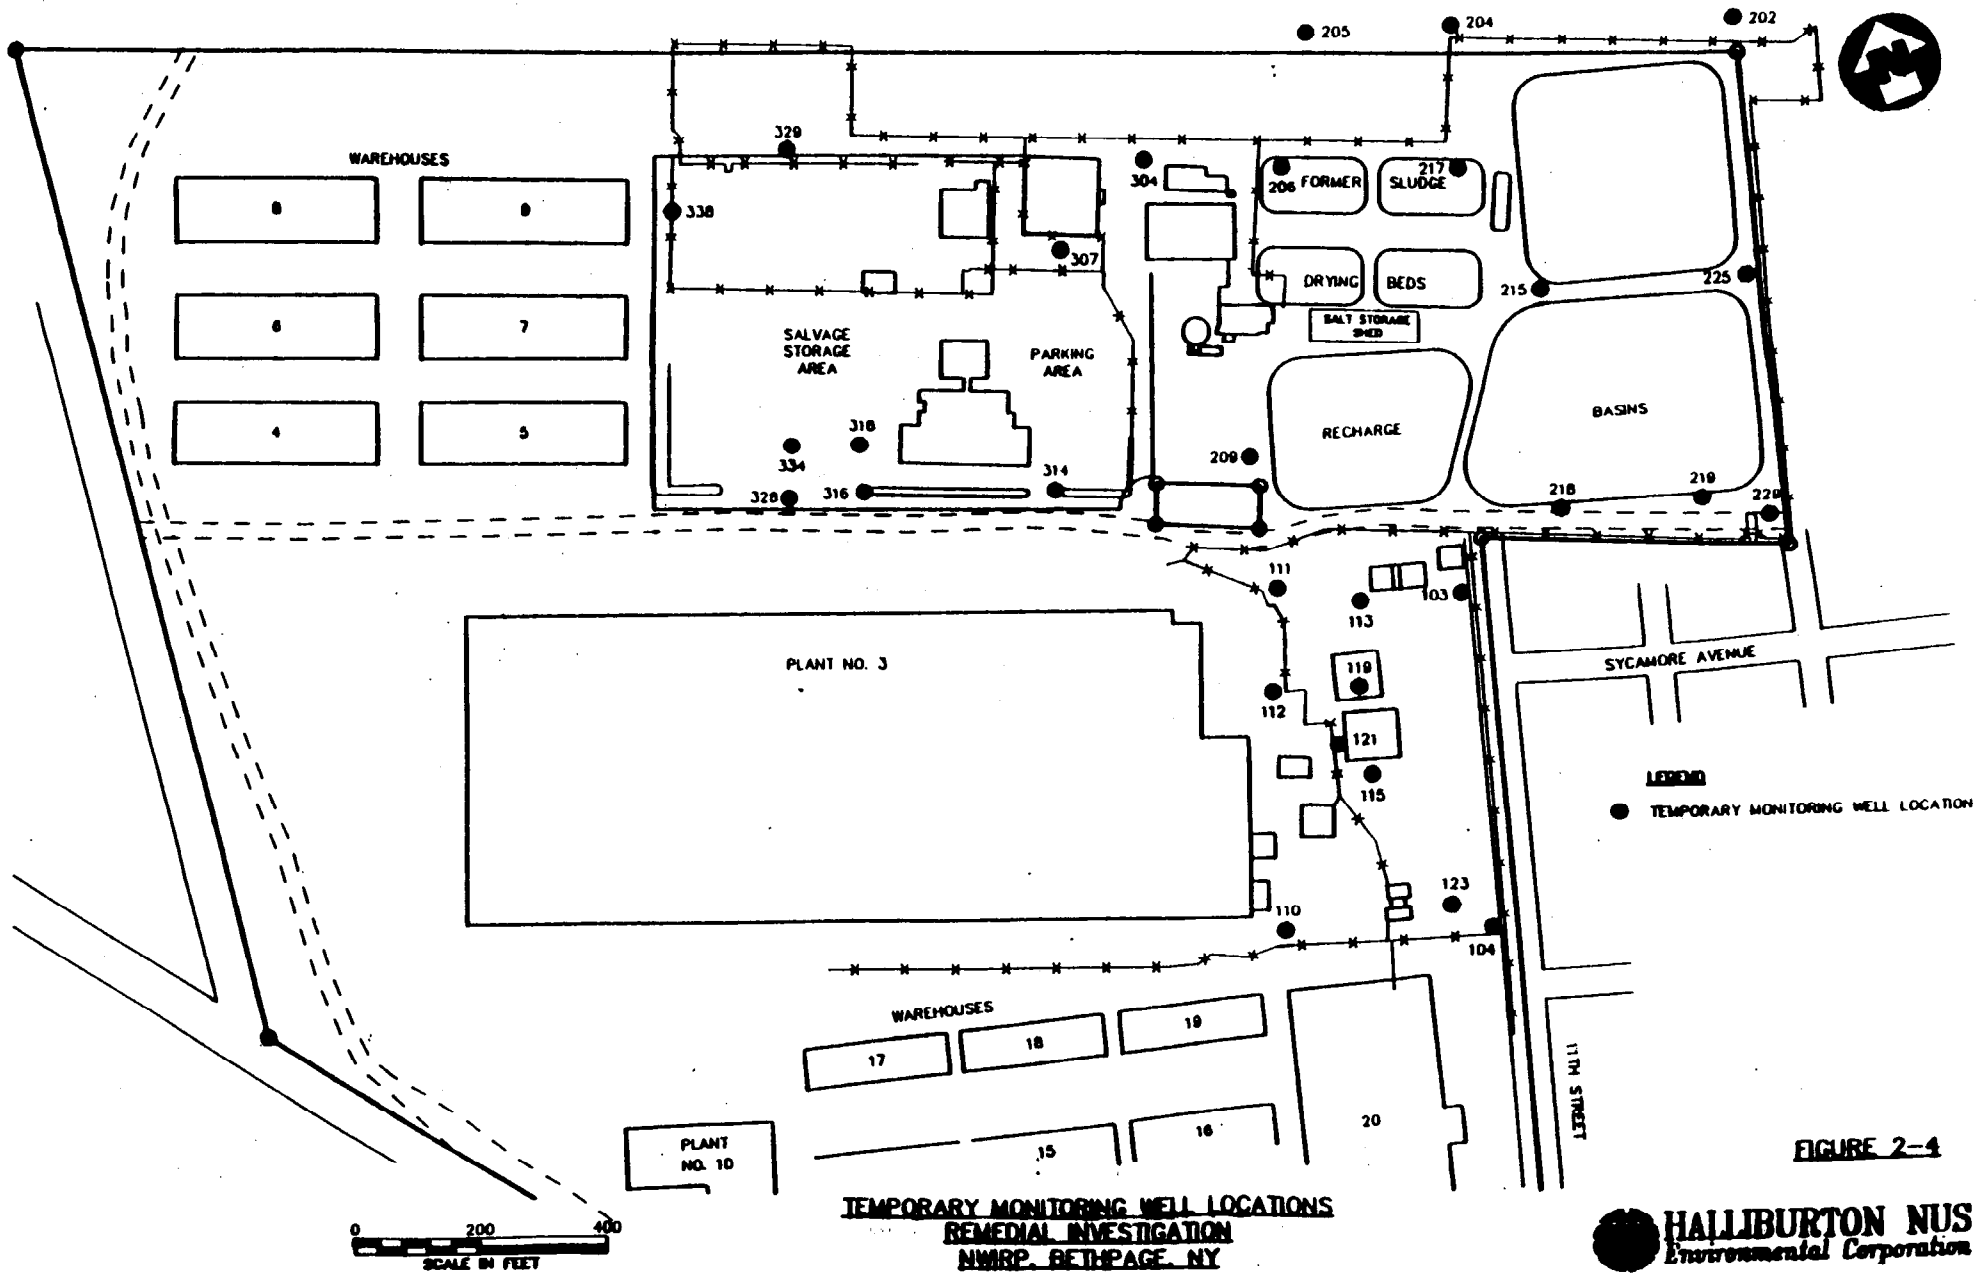 205
204
202
N
WAREHOUSES
329
304
206
FORMER
217
SLUDGE
8
9
338
307
DRYING
BEDS
215
225
6
7
SALVAGE
STORAGE
AREA
PARKING
AREA
SALT STORAGE
SHED
4
5
318
334
314
328
316
209
RECHARGE
BASINS
218
219
229
111
113
103
PLANT NO. 3
119
112
121
115
SYCAMORE AVENUE
LEGEND
TEMPORARY MONITORING WELL LOCATION
123
110
104
WAREHOUSES
17
18
19
20
15
16
PLANT
NO. 10
17TH STREET
FIGURE 2-4
0 200 400
SCALE IN FEET
TEMPORARY MONITORING WELL LOCATIONS
REMEDIAL INVESTIGATION
NWIRP, BETHPAGE, NY
HALLIBURTON NUS
Environmental Corporation